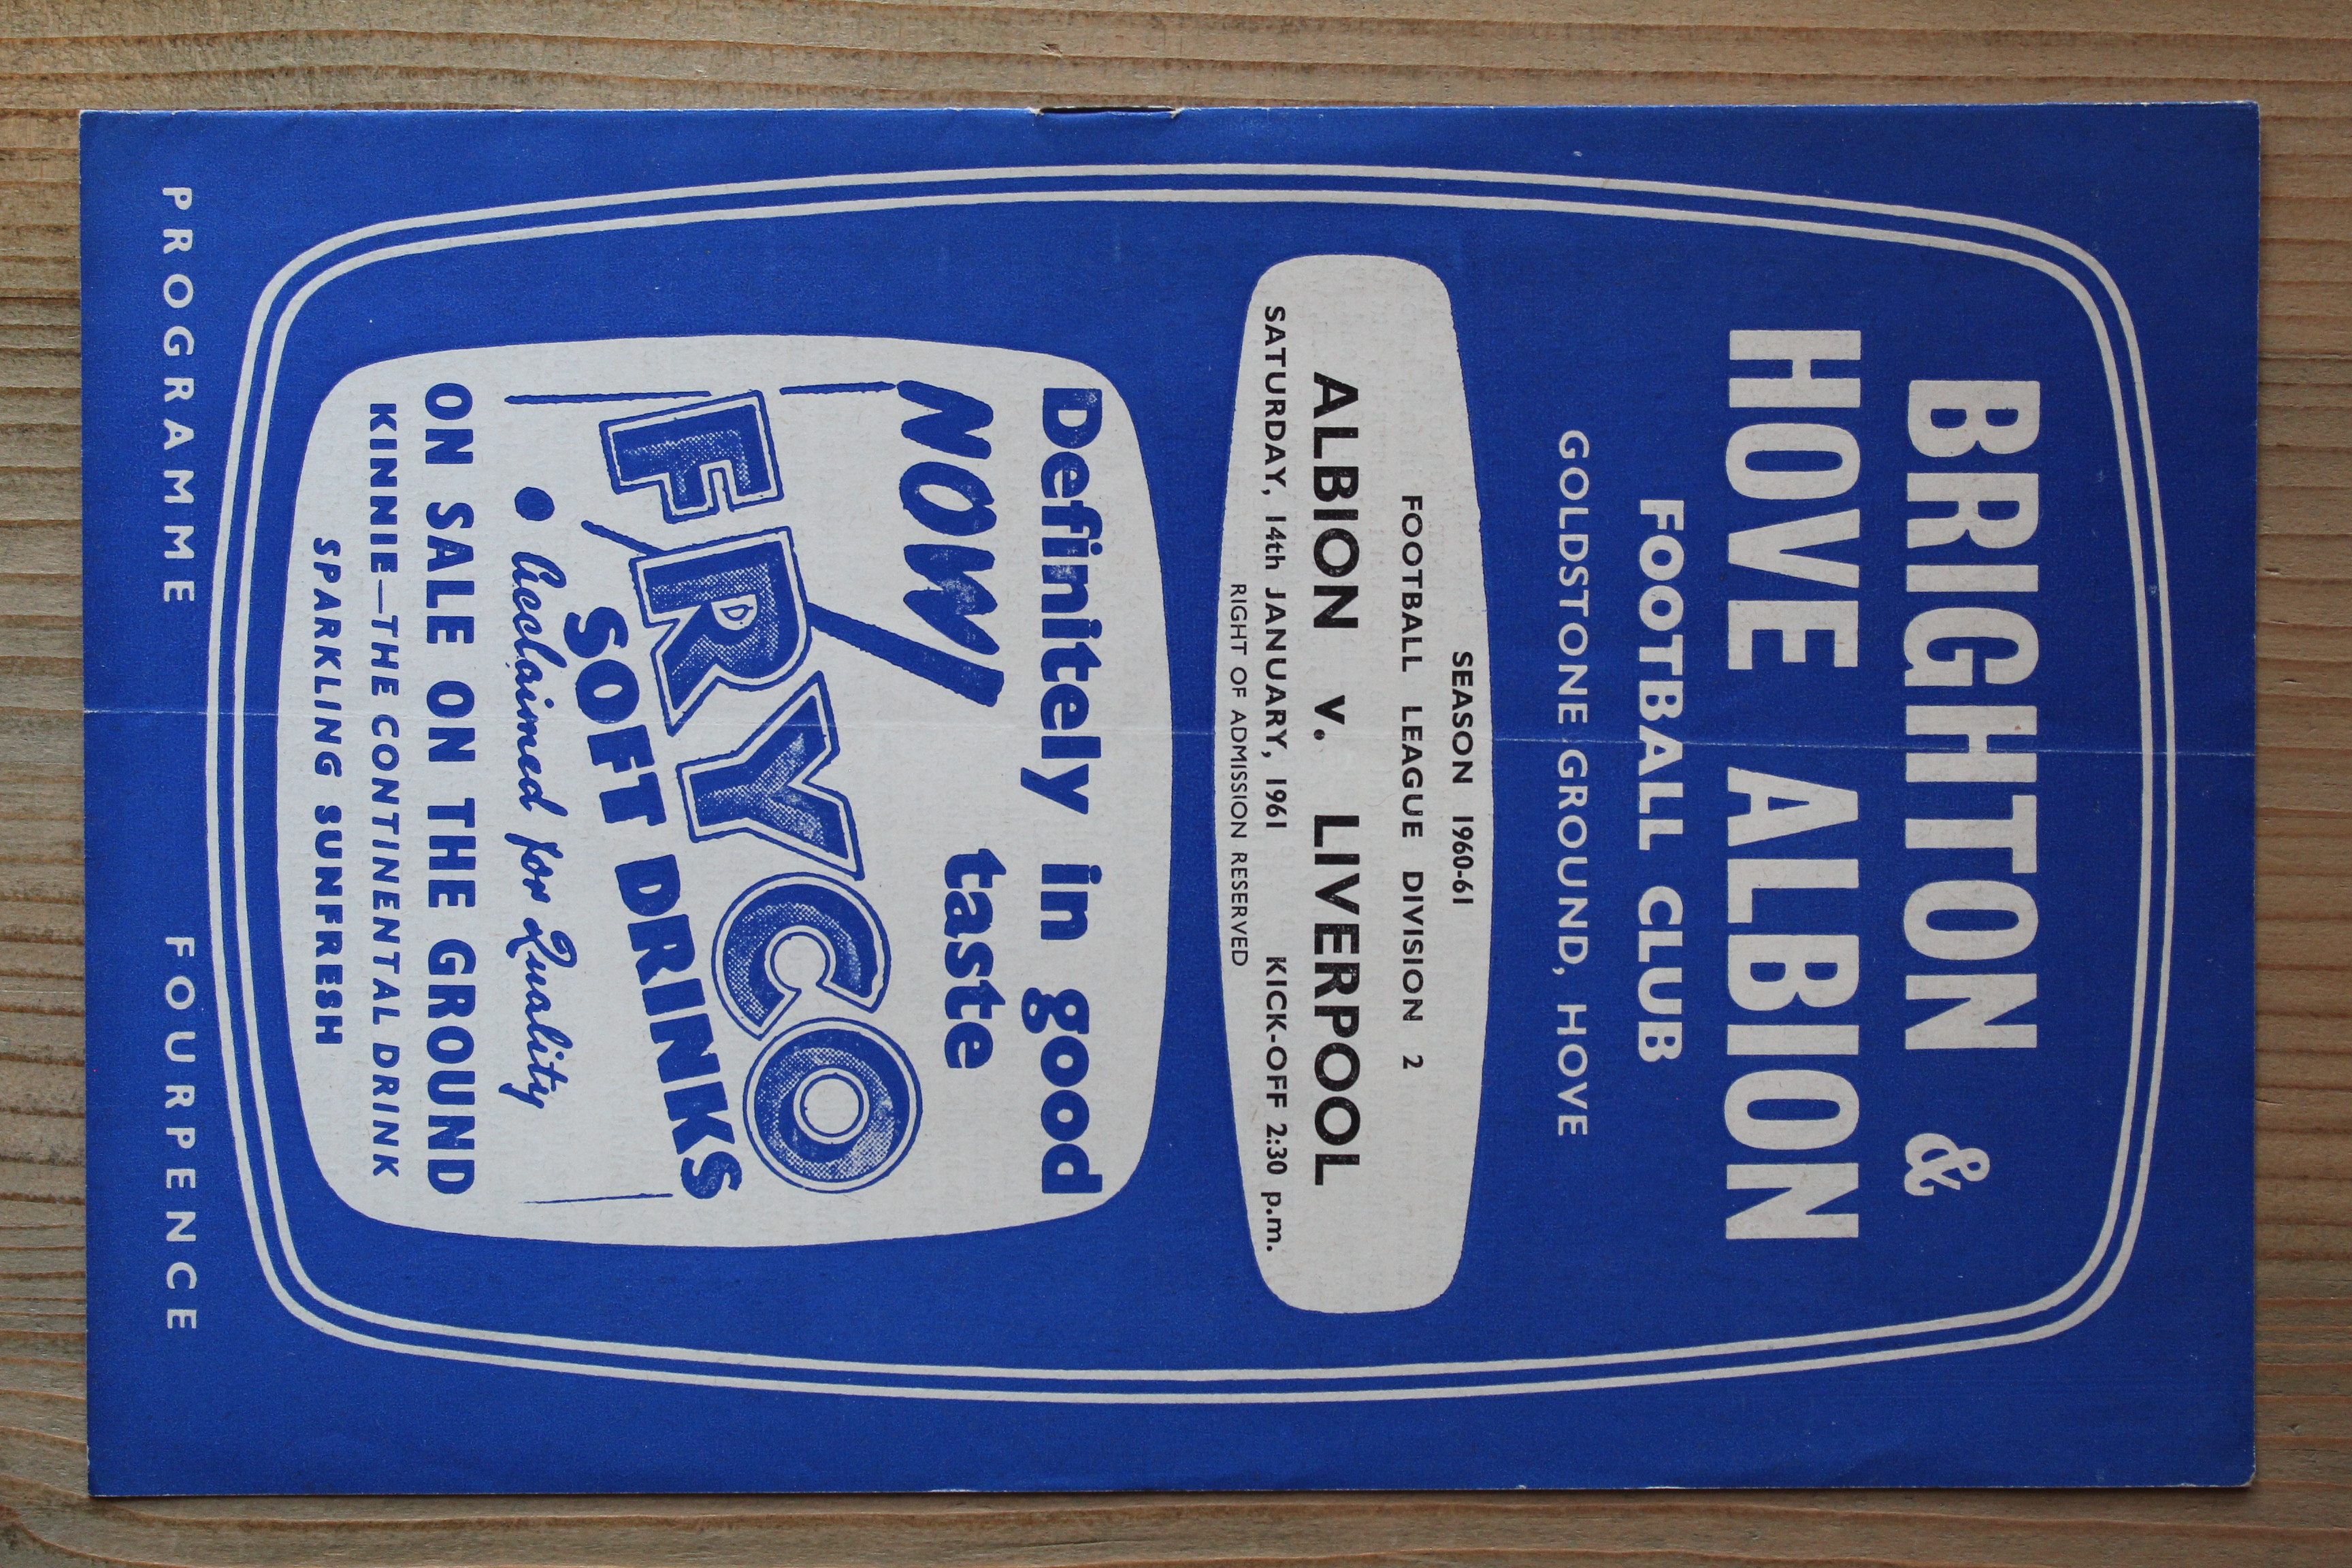 BRIGHTON &
HOVE ALBION
FOOTBALL CLUB
GOLDSTONE GROUND, HOVE
SEASON 1960-61
FOOTBALL LEAGUE DIVISION 2
ALBION v. LIVERPOOL
SATURDAY, 14th JANUARY, 1961 KICK-OFF 2:30 p.m.
RIGHT OF ADMISSION RESERVED
Definitely in good
taste
NOW
FRYCO
SOFT DRINKS
• Acclaimed for Quality
ON SALE ON THE GROUND
KINNIE—THE CONTINENTAL DRINK
SPARKLING SUNFRESH
PROGRAMME FOURPENCE